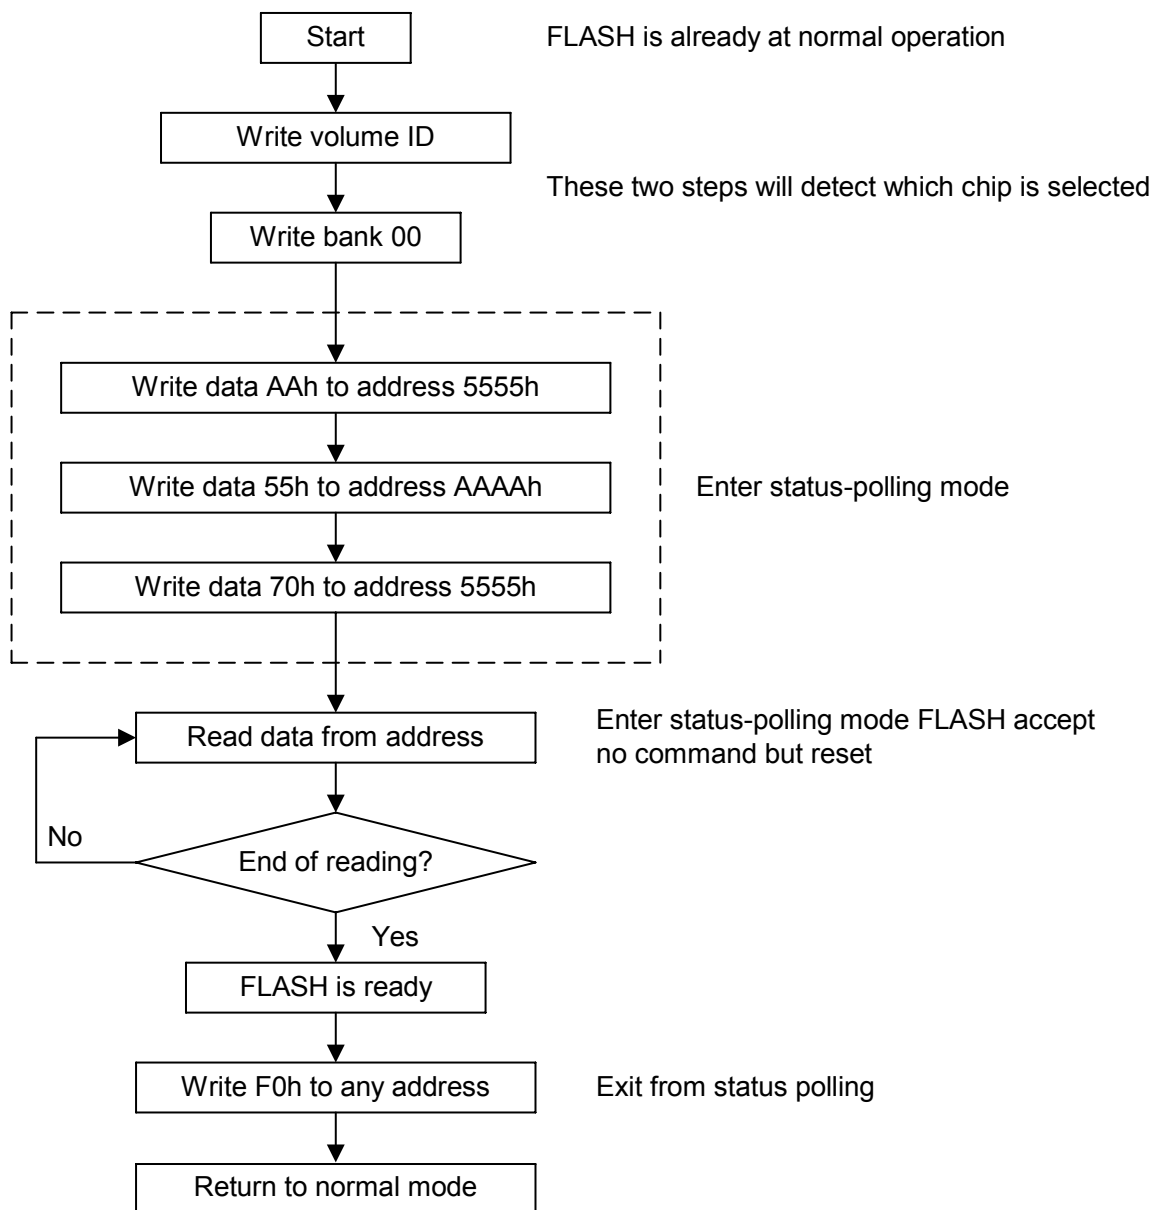 Start
FLASH is already at normal operation
Write volume ID
These two steps will detect which chip is selected
Write bank 00
Write data AAh to address 5555h
Write data 55h to address AAAAh
Enter status-polling mode
Write data 70h to address 5555h
Read data from address
Enter status-polling mode FLASH accept
no command but reset
No
End of reading?
Yes
FLASH is ready
Write F0h to any address
Exit from status polling
Return to normal mode